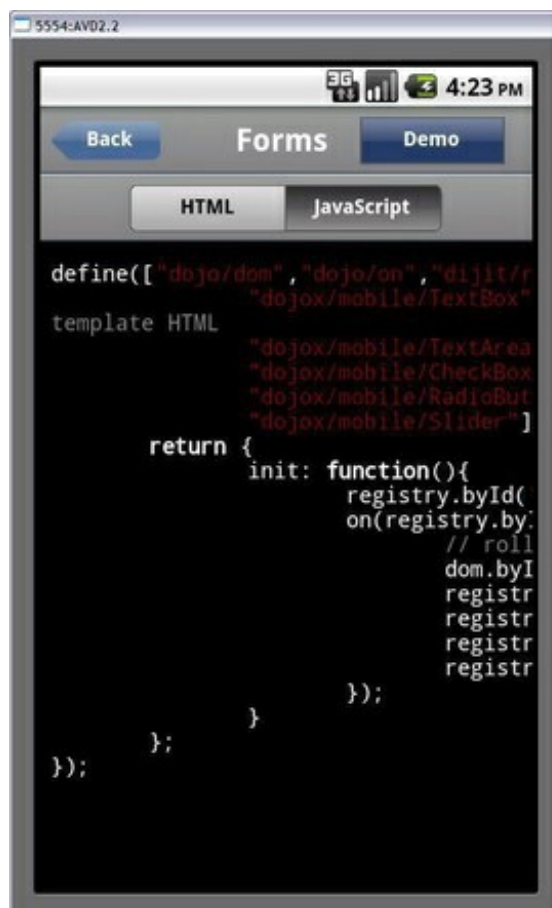 5554:AVD2.2
3G 4:23 PM
Back Forms Demo
HTML JavaScript
define(["dojo/dom","dojo/on","dijit/r
"dojox/mobile/TextBox"
template HTML
"dojox/mobile/TextArea
"dojox/mobile/CheckBox
"dojox/mobile/RadioBut
"dojox/mobile/Slider"]
return {
init: function(){
registry.byId(
on(registry.by
// roll
dom.byI
registr
registr
registr
registr
});
}
};
});